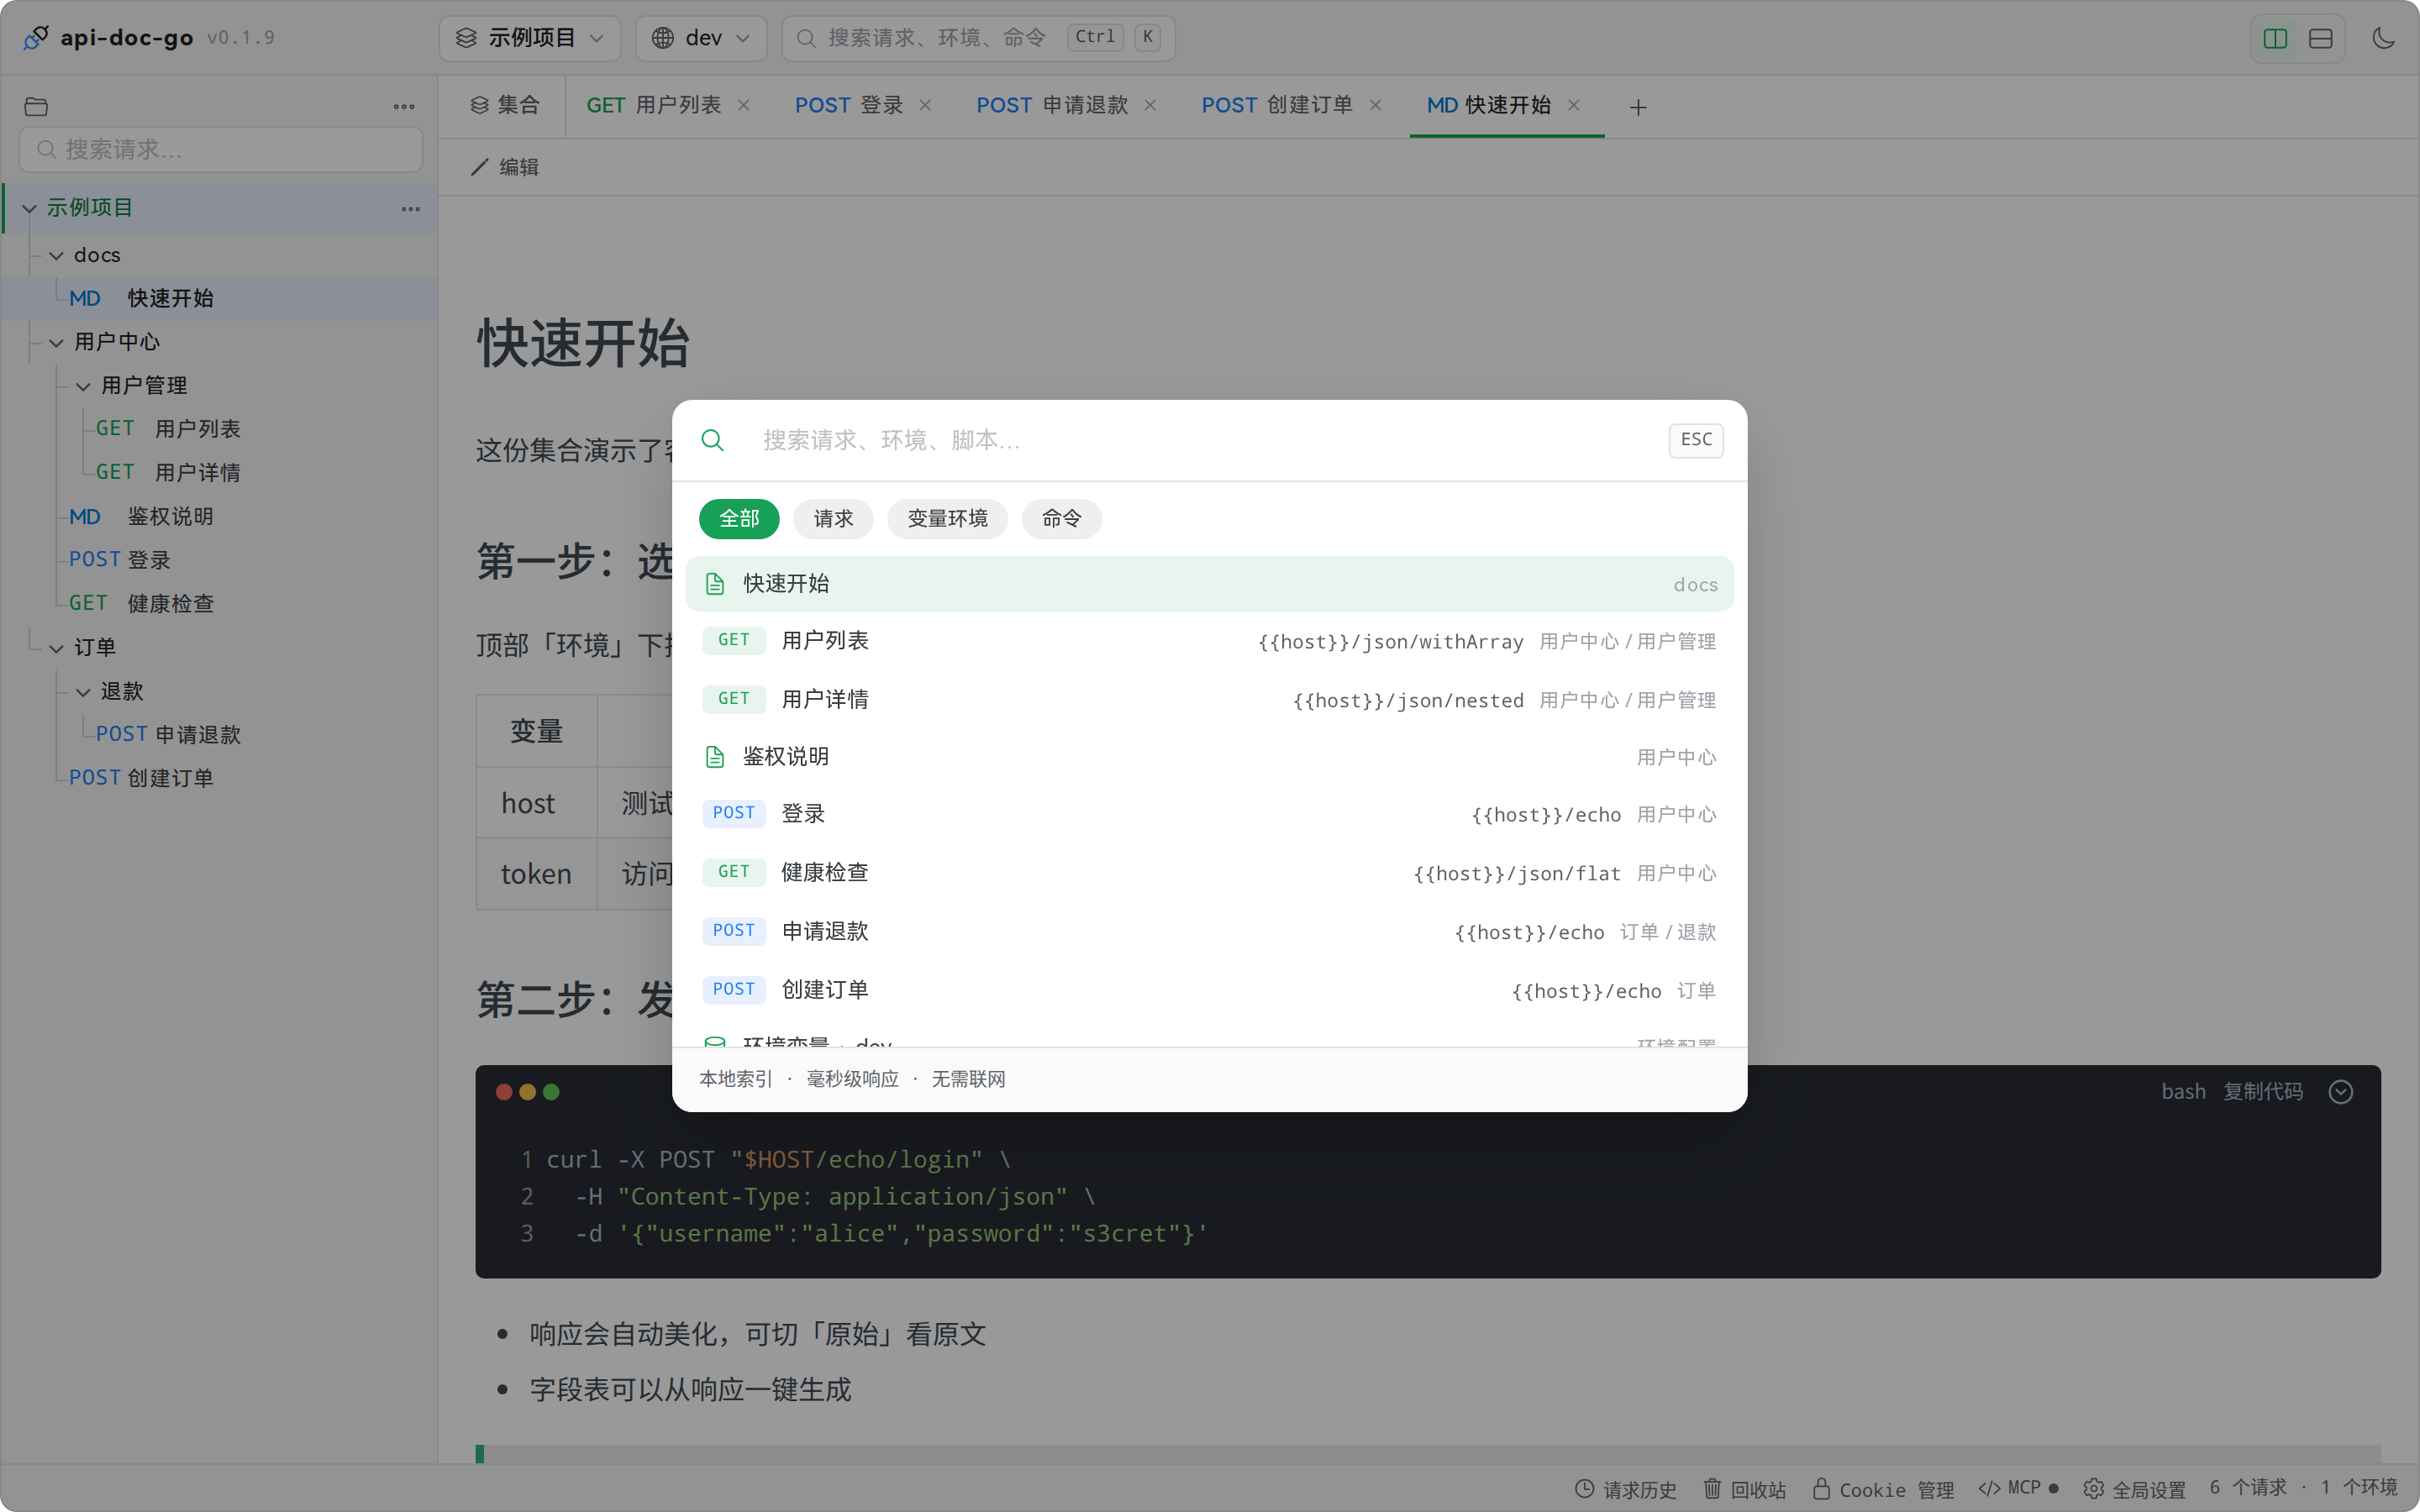 api-doc-go v0.1.9
示例项目
dev
搜索请求、环境、命令 Ctrl K
搜索请求...
示例项目
docs
MD 快速开始
用户中心
用户管理
GET 用户列表
GET 用户详情
MD 鉴权说明
POST 登录
GET 健康检查
订单
退款
POST 申请退款
POST 创建订单
集合
GET 用户列表
POST 登录
POST 申请退款
POST 创建订单
MD 快速开始
编辑
快速开始
这份集合演示了
第一步：选
顶部「环境」下
变量
host 测试
token 访问
第二步：发
搜索请求、环境、脚本... ESC
全部 请求 变量环境 命令
快速开始 docs
GET 用户列表 {{host}}/json/withArray 用户中心 / 用户管理
GET 用户详情 {{host}}/json/nested 用户中心 / 用户管理
鉴权说明 用户中心
POST 登录 {{host}}/echo 用户中心
GET 健康检查 {{host}}/json/flat 用户中心
POST 申请退款 {{host}}/echo 订单 / 退款
POST 创建订单 {{host}}/echo 订单
环境变量 · dev 环境配置
本地索引 · 毫秒级响应 · 无需联网
bash 复制代码
1 curl -X POST "$HOST/echo/login" \
2 -H "Content-Type: application/json" \
3 -d '{"username":"alice","password":"s3cret"}'
响应会自动美化，可切「原始」看原文
字段表可以从响应一键生成
请求历史 回收站 Cookie 管理 </> MCP 全局设置 6 个请求 · 1 个环境